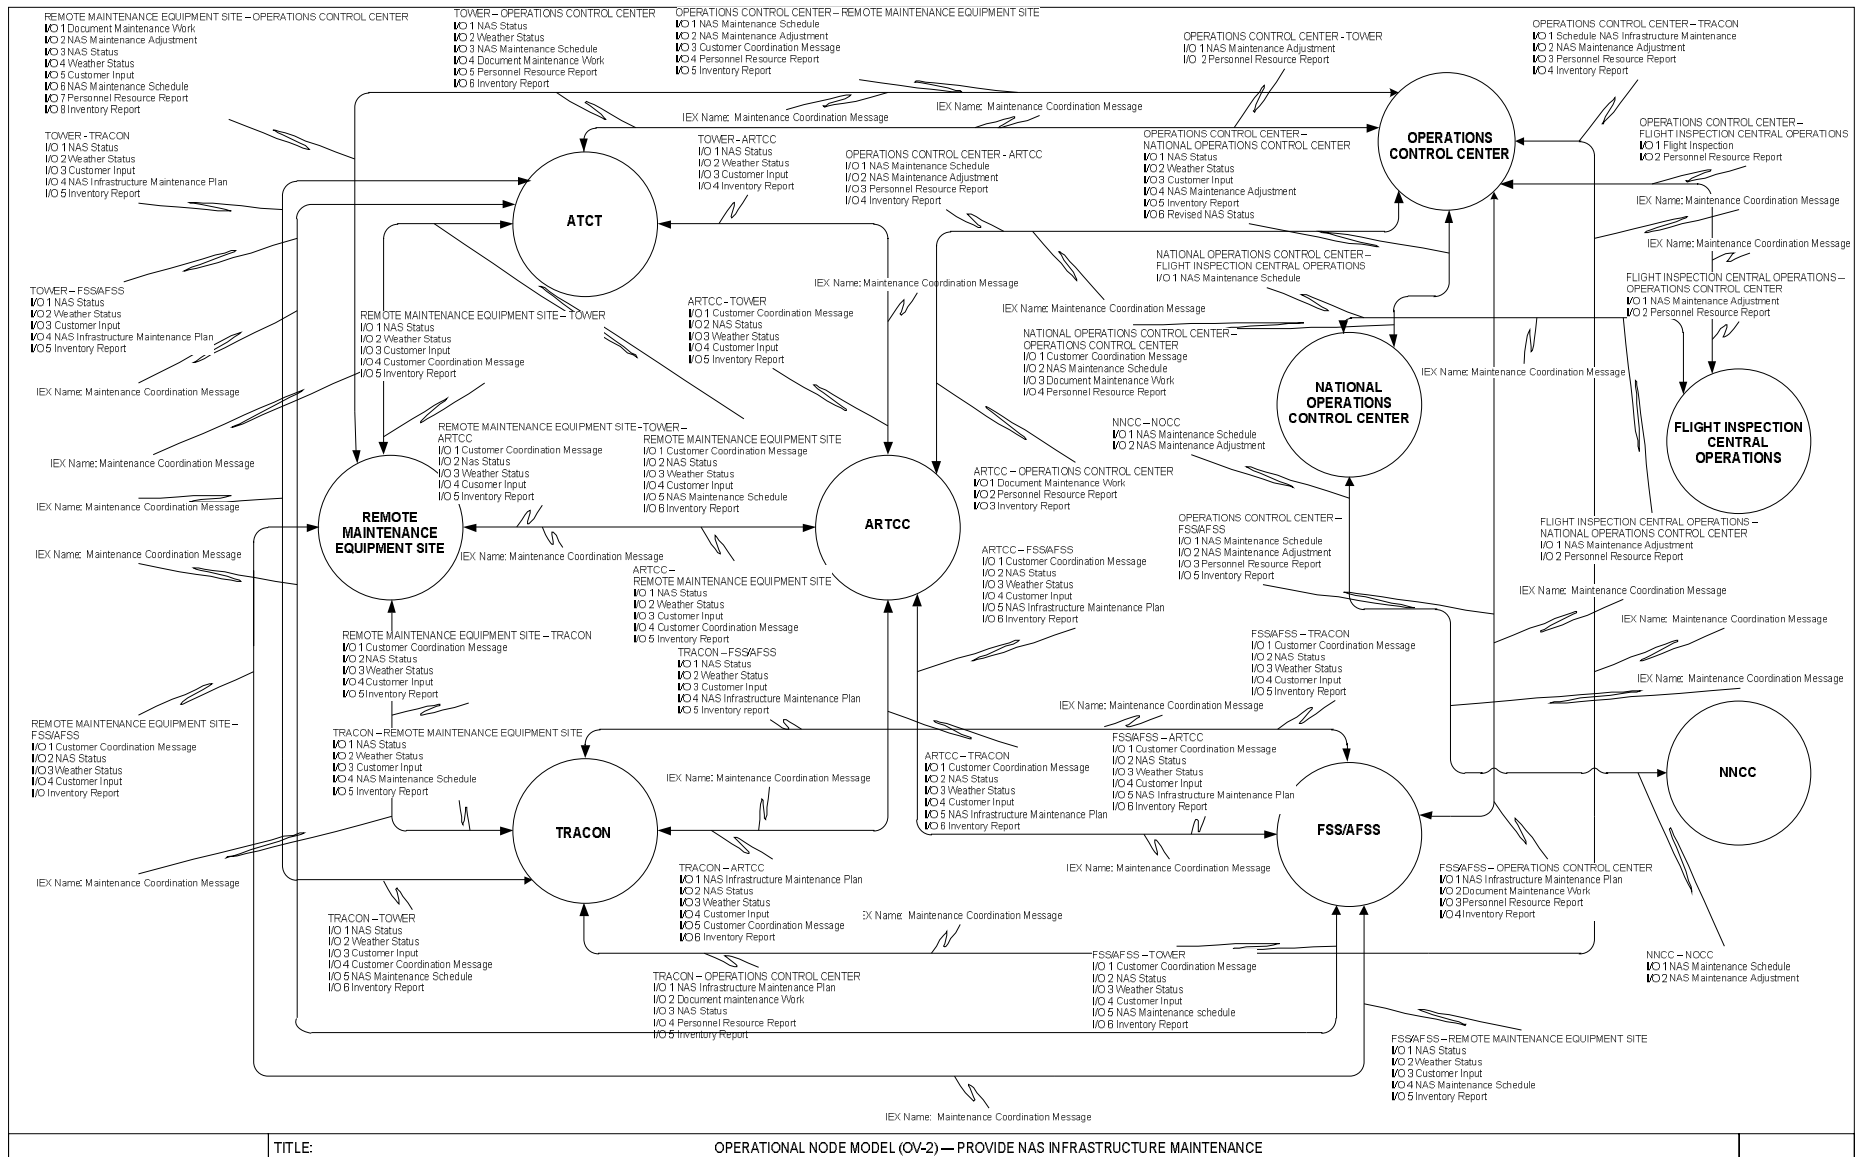 REMOTE MAINTENANCE EQUIPMENT SITE – OPERATIONS CONTROL CENTER
I/O 1 Document Maintenance Work
I/O 2 NAS Maintenance Adjustment
I/O 3 NAS Status
I/O 4 Weather Status
I/O 5 Customer Input
I/O 6 NAS Maintenance Schedule
I/O 7 Personnel Resource Report
I/O 8 Inventory Report
TOWER – OPERATIONS CONTROL CENTER
I/O 1 NAS Status
I/O 2 Weather Status
I/O 3 NAS Maintenance Schedule
I/O 4 Document Maintenance Work
I/O 5 Personnel Resource Report
I/O 6 Inventory Report
OPERATIONS CONTROL CENTER – REMOTE MAINTENANCE EQUIPMENT SITE
I/O 1 NAS Maintenance Schedule
I/O 2 NAS Maintenance Adjustment
I/O 3 Customer Coordination Message
I/O 4 Personnel Resource Report
I/O 5 Inventory Report
OPERATIONS CONTROL CENTER - TOWER
I/O 1 NAS Maintenance Adjustment
I/O 2 Personnel Resource Report
OPERATIONS CONTROL CENTER – TRACON
I/O 1 Schedule NAS Infrastructure Maintenance
I/O 2 NAS Maintenance Adjustment
I/O 3 Personnel Resource Report
I/O 4 Inventory Report
IEX Name: Maintenance Coordination Message
IEX Name: Maintenance Coordination Message
TOWER - TRACON
I/O 1 NAS Status
I/O 2 Weather Status
I/O 3 Customer Input
I/O 4 NAS Infrastructure Maintenance Plan
I/O 5 Inventory Report
TOWER - ARTCC
I/O 1 NAS Status
I/O 2 Weather Status
I/O 3 Customer Input
I/O 4 Inventory Report
OPERATIONS CONTROL CENTER - ARTCC
I/O 1 NAS Maintenance Schedule
I/O 2 NAS Maintenance Adjustment
I/O 3 Personnel Resource Report
I/O 4 Inventory Report
OPERATIONS CONTROL CENTER –
NATIONAL OPERATIONS CONTROL CENTER
I/O 1 NAS Status
I/O 2 Weather Status
I/O 3 Customer Input
I/O 4 NAS Maintenance Adjustment
I/O 5 Inventory Report
I/O 6 Revised NAS Status
OPERATIONS
CONTROL CENTER
OPERATIONS CONTROL CENTER –
FLIGHT INSPECTION CENTRAL OPERATIONS
I/O 1 Flight Inspection
I/O 2 Personnel Resource Report
IEX Name: Maintenance Coordination Message
IEX Name: Maintenance Coordination Message
ATCT
NATIONAL OPERATIONS CONTROL CENTER –
FLIGHT INSPECTION CENTRAL OPERATIONS
I/O 1 NAS Maintenance Schedule
FLIGHT INSPECTION CENTRAL OPERATIONS –
OPERATIONS CONTROL CENTER
I/O 1 NAS Maintenance Adjustment
I/O 2 Personnel Resource Report
IEX Name: Maintenance Coordination Message
IEX Name: Maintenance Coordination Message
TOWER – FSS/AFSS
I/O 1 NAS Status
I/O 2 Weather Status
I/O 3 Customer Input
I/O 4 NAS Infrastructure Maintenance Plan
I/O 5 Inventory Report
REMOTE MAINTENANCE EQUIPMENT SITE – TOWER
I/O 1 NAS Status
I/O 2 Weather Status
I/O 3 Customer Input
I/O 4 Customer Coordination Message
I/O 5 Inventory Report
ARTCC - TOWER
I/O 1 Customer Coordination Message
I/O 2 NAS Status
I/O 3 Weather Status
I/O 4 Customer Input
I/O 5 Inventory Report
NATIONAL OPERATIONS CONTROL CENTER –
OPERATIONS CONTROL CENTER
I/O 1 Customer Coordination Message
I/O 2 NAS Maintenance Schedule
I/O 3 Document Maintenance Work
I/O 4 Personnel Resource Report
IEX Name: Maintenance Coordination Message
IEX Name: Maintenance Coordination Message
NATIONAL
OPERATIONS
CONTROL CENTER
FLIGHT INSPECTION
CENTRAL
OPERATIONS
IEX Name: Maintenance Coordination Message
IEX Name: Maintenance Coordination Message
IEX Name: Maintenance Coordination Message
REMOTE MAINTENANCE EQUIPMENT SITE -
ARTCC
I/O 1 Customer Coordination Message
I/O 2 Nas Status
I/O 3 Weather Status
I/O 4 Cusomer Input
I/O 5 Inventory Report
TOWER –
REMOTE MAINTENANCE EQUIPMENT SITE
I/O 1 Customer Coordination Message
I/O 2 NAS Status
I/O 3 Weather Status
I/O 4 Customer Input
I/O 5 NAS Maintenance Schedule
I/O 6 Inventory Report
NNCC – NOCC
I/O 1 NAS Maintenance Schedule
I/O 2 NAS Maintenance Adjustment
ARTCC – OPERATIONS CONTROL CENTER
I/O 1 Document Maintenance Work
I/O 2 Personnel Resource Report
I/O 3 Inventory Report
REMOTE
MAINTENANCE
EQUIPMENT SITE
ARTCC
IEX Name: Maintenance Coordination Message
OPERATIONS CONTROL CENTER –
FSS/AFSS
I/O 1 NAS Maintenance Schedule
I/O 2 NAS Maintenance Adjustment
I/O 3 Personnel Resource Report
I/O 5 Inventory Report
FLIGHT INSPECTION CENTRAL OPERATIONS –
NATIONAL OPERATIONS CONTROL CENTER
I/O 1 NAS Maintenance Adjustment
I/O 2 Personnel Resource Report
ARTCC –
REMOTE MAINTENANCE EQUIPMENT SITE
I/O 1 NAS Status
I/O 2 Weather Status
I/O 3 Customer Input
I/O 4 Customer Coordination Message
I/O 5 Inventory Report
ARTCC – FSS/AFSS
I/O 1 Customer Coordination Message
I/O 2 NAS Status
I/O 3 Weather Status
I/O 4 Customer Input
I/O 5 NAS Infrastructure Maintenance Plan
I/O 6 Inventory Report
IEX Name: Maintenance Coordination Message
IEX Name: Maintenance Coordination Message
IEX Name: Maintenance Coordination Message
REMOTE MAINTENANCE EQUIPMENT SITE – TRACON
I/O 1 Customer Coordination Message
I/O 2 NAS Status
I/O 3 Weather Status
I/O 4 Customer Input
I/O 5 Inventory Report
TRACON – FSS/AFSS
I/O 1 NAS Status
I/O 2 Weather Status
I/O 3 Customer Input
I/O 4 NAS Infrastructure Maintenance Plan
I/O 5 Inventory report
FSS/AFSS – TRACON
I/O 1 Customer Coordination Message
I/O 2 NAS Status
I/O 3 Weather Status
I/O 4 Customer Input
I/O 5 Inventory Report
IEX Name: Maintenance Coordination Message
IEX Name: Maintenance Coordination Message
REMOTE MAINTENANCE EQUIPMENT SITE –
FSS/AFSS
I/O 1 Customer Coordination Message
I/O 2 NAS Status
I/O 3 Weather Status
I/O 4 Customer Input
I/O Inventory Report
TRACON – REMOTE MAINTENANCE EQUIPMENT SITE
I/O 1 NAS Status
I/O 2 Weather Status
I/O 3 Customer Input
I/O 4 NAS Maintenance Schedule
I/O 5 Inventory Report
IEX Name: Maintenance Coordination Message
ARTCC – TRACON
I/O 1 Customer Coordination Message
I/O 2 NAS Status
I/O 3 Weather Status
I/O 4 Customer Input
I/O 5 NAS Infrastructure Maintenance Plan
I/O 6 Inventory Report
FSS/AFSS – ARTCC
I/O 1 Customer Coordination Message
I/O 2 NAS Status
I/O 3 Weather Status
I/O 4 Customer Input
I/O 5 NAS Infrastructure Maintenance Plan
I/O 6 Inventory Report
NNCC
TRACON
FSS/AFSS
IEX Name: Maintenance Coordination Message
IEX Name: Maintenance Coordination Message
TRACON – ARTCC
I/O 1 NAS Infrastructure Maintenance Plan
I/O 2 NAS Status
I/O 3 Weather Status
I/O 4 Customer Input
I/O 5 Customer Coordination Message
I/O 6 Inventory Report
FSS/AFSS – OPERATIONS CONTROL CENTER
I/O 1 NAS Infrastructure Maintenance Plan
I/O 2 Document Maintenance Work
I/O 3 Personnel Resource Report
I/O 4 Inventory Report
EX Name: Maintenance Coordination Message
TRACON – TOWER
I/O 1 NAS Status
I/O 2 Weather Status
I/O 3 Customer Input
I/O 4 Customer Coordination Message
I/O 5 NAS Maintenance Schedule
I/O 6 Inventory Report
TRACON – OPERATIONS CONTROL CENTER
I/O 1 NAS Infrastructure Maintenance Plan
I/O 2 Document maintenance Work
I/O 3 NAS Status
I/O 4 Personnel Resource Report
I/O 5 Inventory Report
FSS/AFSS – TOWER
I/O 1 Customer Coordination Message
I/O 2 NAS Status
I/O 3 Weather Status
I/O 4 Customer Input
I/O 5 NAS Maintenance schedule
I/O 6 Inventory Report
NNCC – NOCC
I/O 1 NAS Maintenance Schedule
I/O 2 NAS Maintenance Adjustment
FSS/AFSS – REMOTE MAINTENANCE EQUIPMENT SITE
I/O 1 NAS Status
I/O 2 Weather Status
I/O 3 Customer Input
I/O 4 NAS Maintenance Schedule
I/O 5 Inventory Report
IEX Name: Maintenance Coordination Message
TITLE: OPERATIONAL NODE MODEL (OV-2) — PROVIDE NAS INFRASTRUCTURE MAINTENANCE